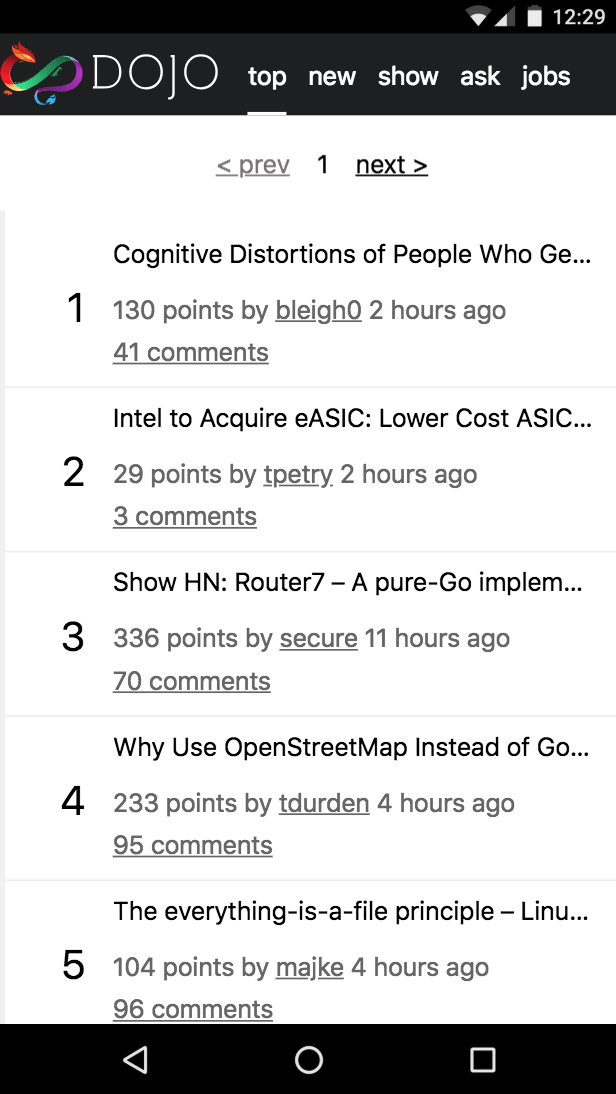 12:29
DOJO top new show ask jobs
< prev 1 next >
Cognitive Distortions of People Who Ge...
1
130 points by bleigh0 2 hours ago
41 comments
Intel to Acquire eASIC: Lower Cost ASIC...
2
29 points by tpetry 2 hours ago
3 comments
Show HN: Router7 – A pure-Go implem...
3
336 points by secure 11 hours ago
70 comments
Why Use OpenStreetMap Instead of Go...
4
233 points by tdurden 4 hours ago
95 comments
The everything-is-a-file principle – Linu...
5
104 points by majke 4 hours ago
96 comments